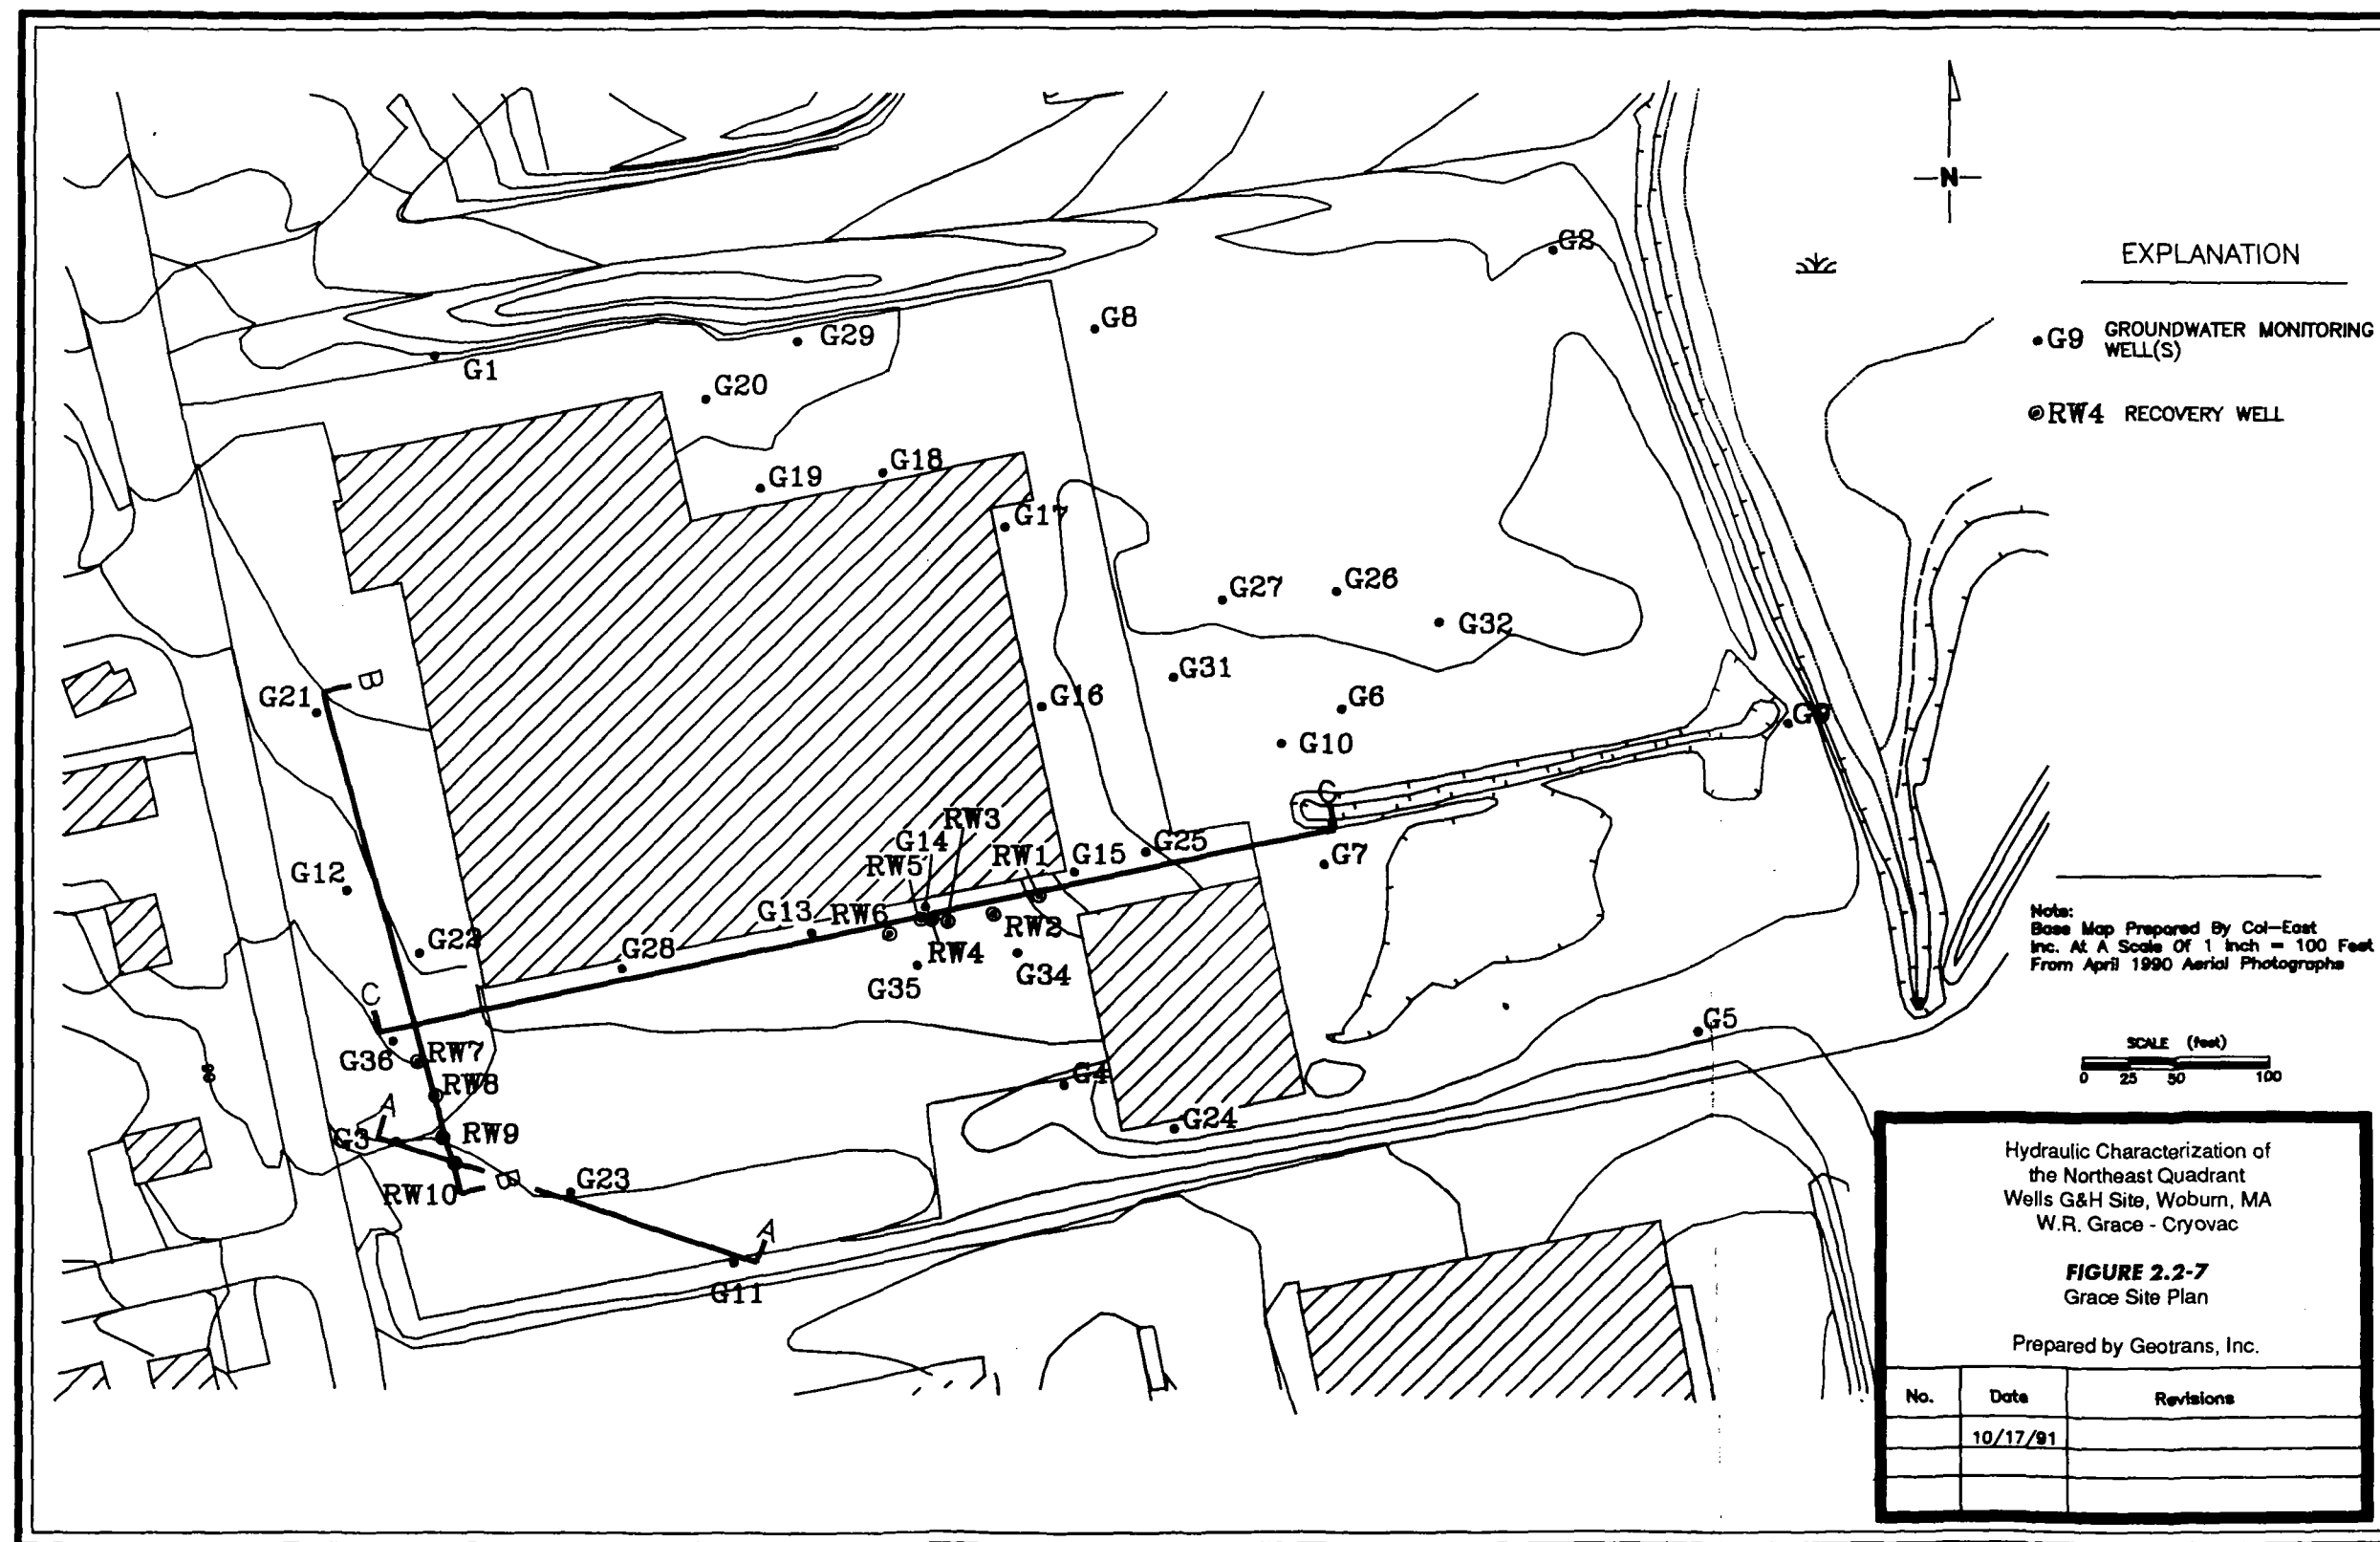 N
EXPLANATION
G9 GROUNDWATER MONITORING
WELL(S)
RW4 RECOVERY WELL
G2
G8
G29
G1
G20
G18
G19
G17
G27
G26
G32
G31
G16
G6
G10
G9
G21
B
G12
G22
C
G36
RW7
RW8
A
G3
RW9
RW10
B
G23
A
G11
G28
G13
RW6
RW5
G14
RW3
RW4
G35
RW1
RW2
G34
G15
G25
C
G7
G4
G24
G5
Note:
Base Map Prepared By Col-East
Inc. At A Scale Of 1 Inch = 100 Feet
From April 1990 Aerial Photographs
SCALE (feet)
0 25 50 100
Hydraulic Characterization of
the Northeast Quadrant
Wells G&H Site, Woburn, MA
W.R. Grace - Cryovac
FIGURE 2.2-7
Grace Site Plan
Prepared by Geotrans, Inc.
No. Date Revisions
10/17/91